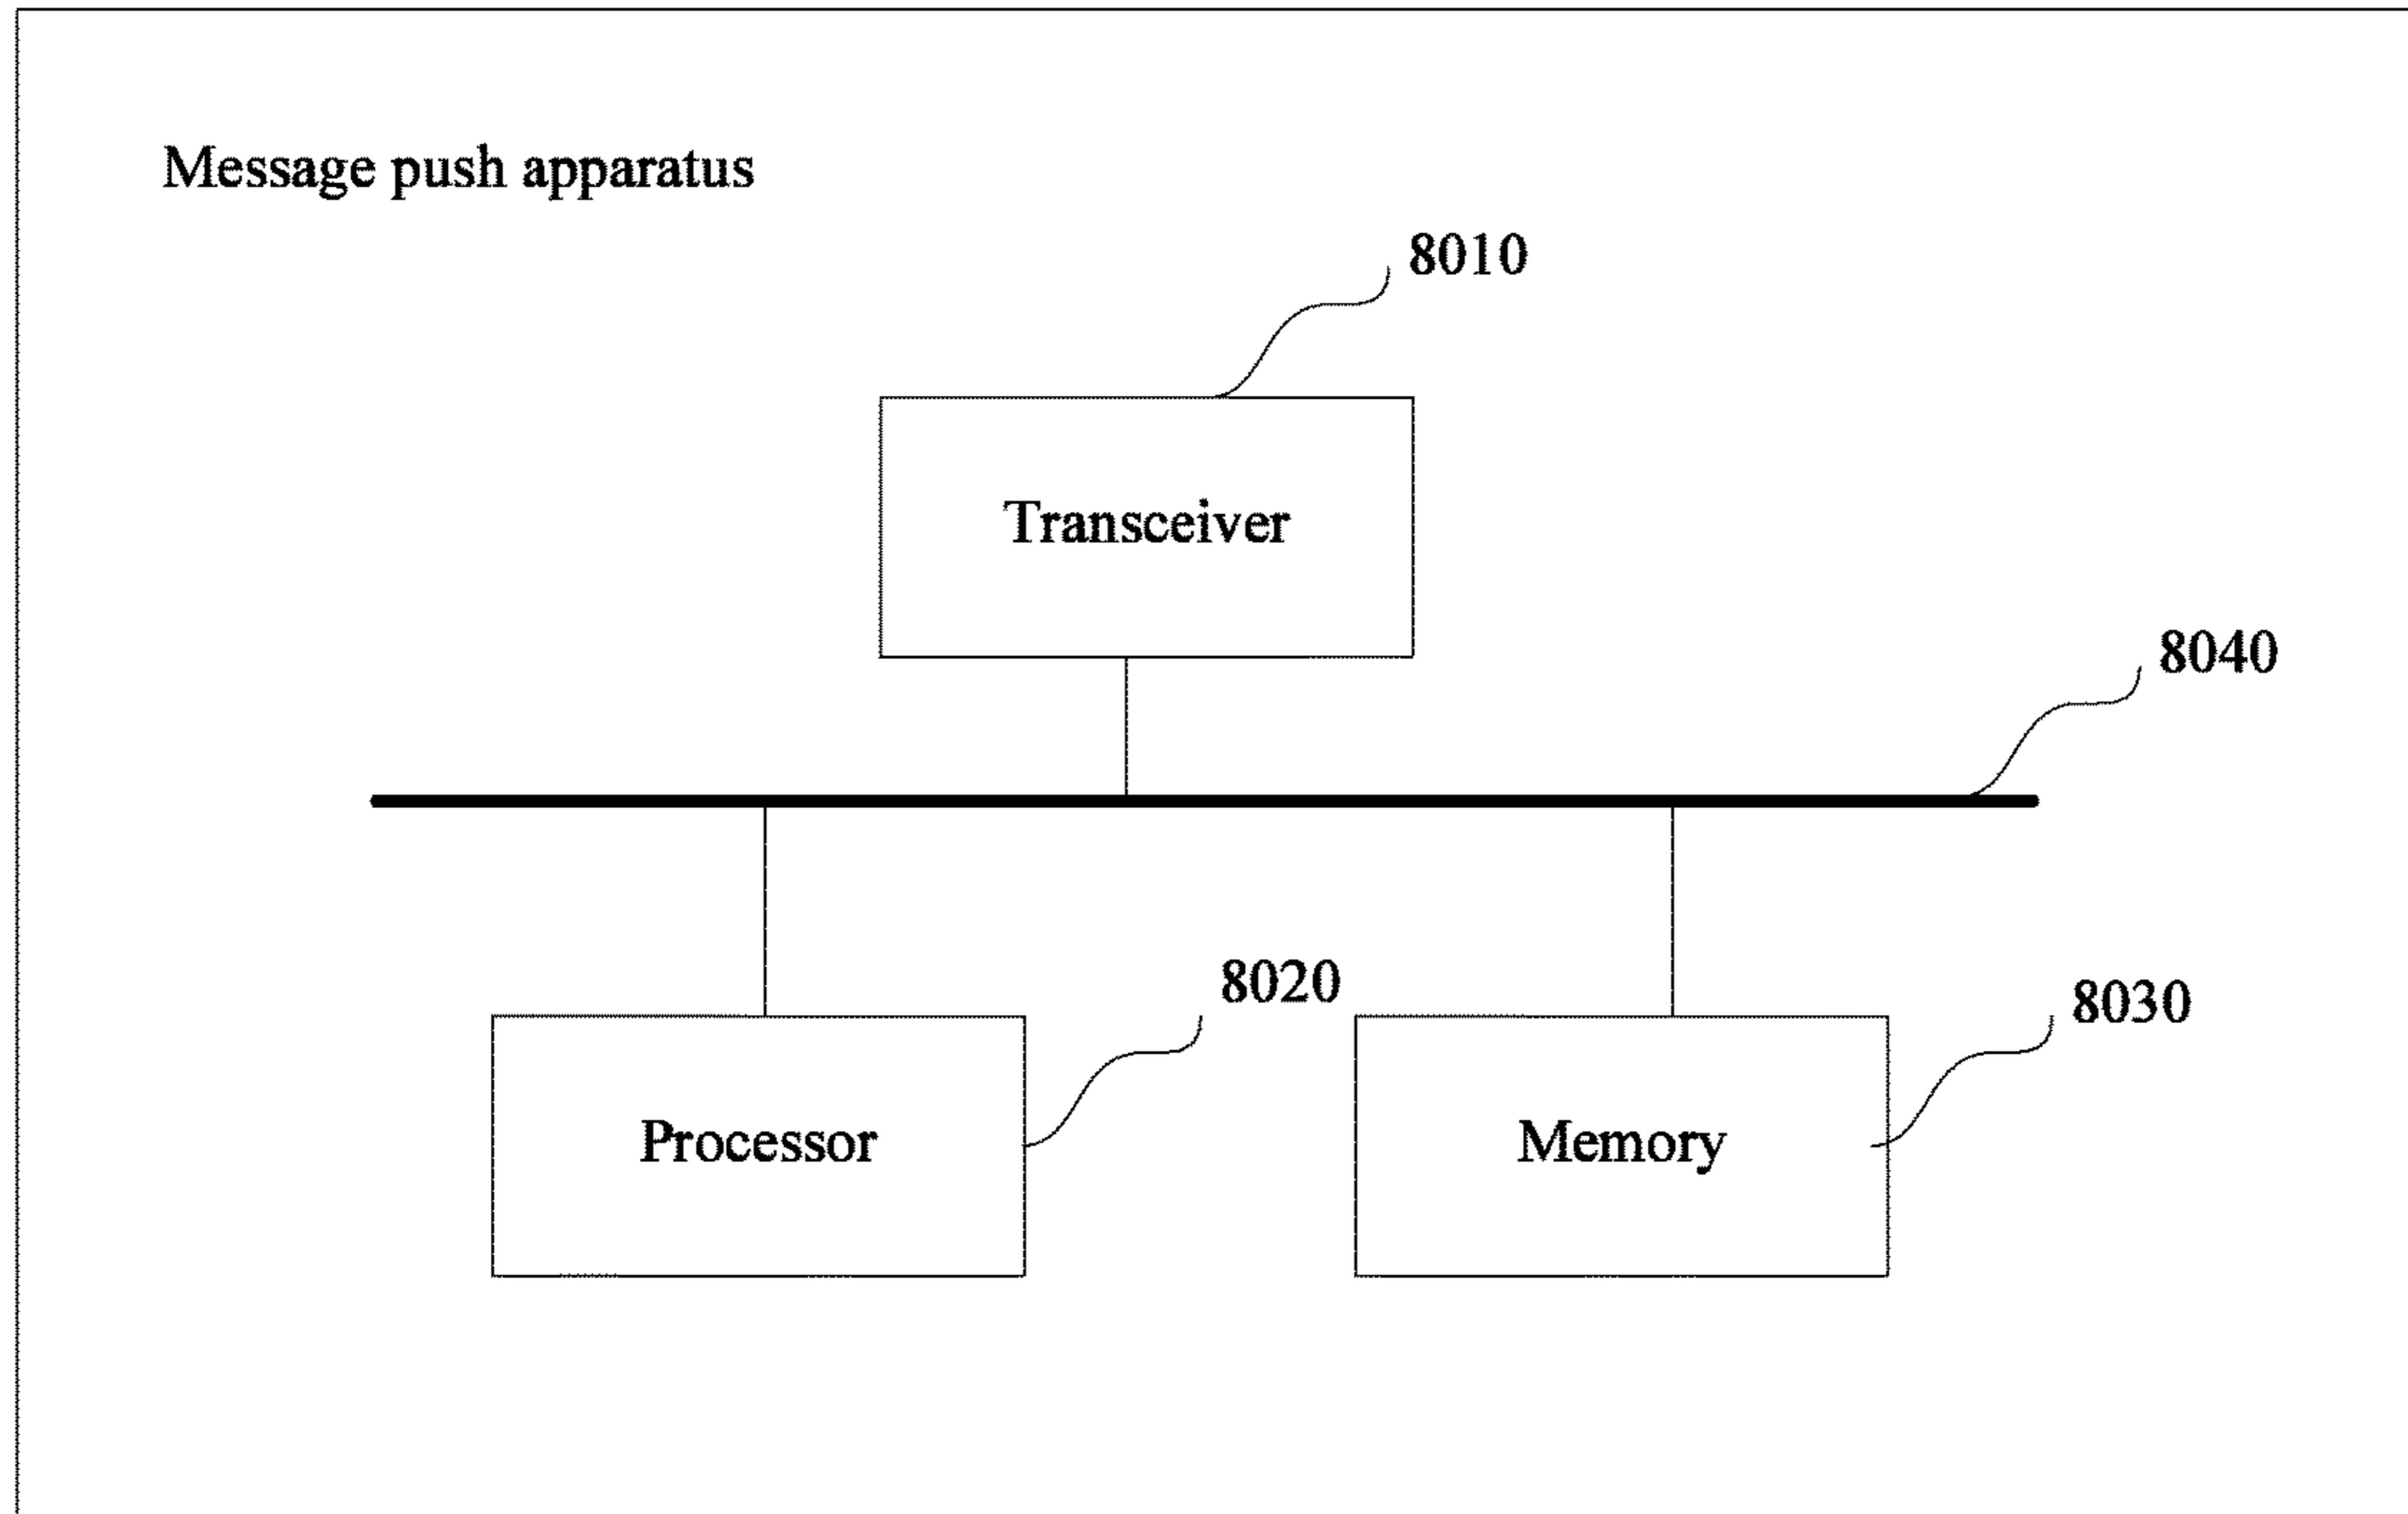 Message push apparatus
8010
Transceiver
8040
8020
8030
Processor
Memory